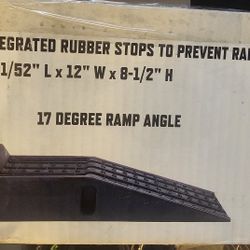 EGRATED RUBBER STOPS TO PREVENT RA
1/52" L x 12" W x 8-1/2" H
17 DEGREE RAMP ANGLE